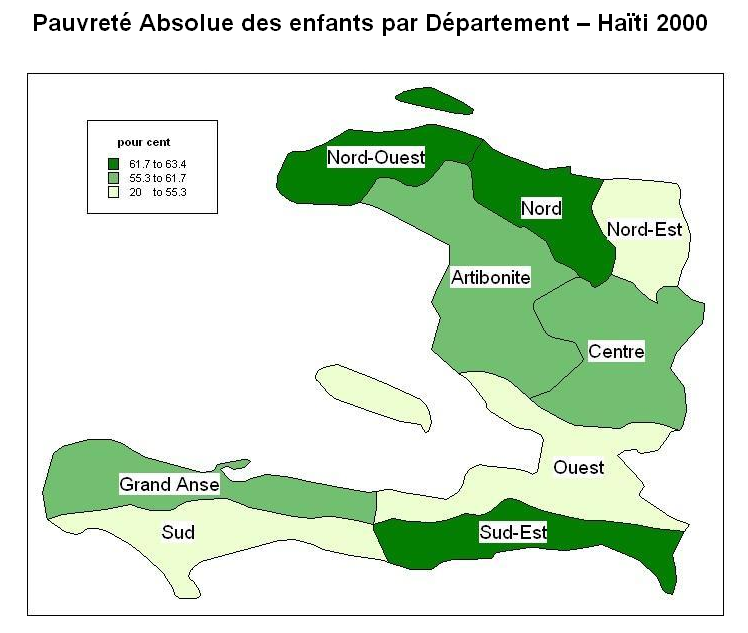 Pauvreté Absolue des enfants par Département – Haïti 2000
pour cent
61.7 to 63.4
55.3 to 61.7
20 to 55.3
Nord-Ouest
Nord
Nord-Est
Artibonite
Centre
Ouest
Grand Anse
Sud
Sud-Est